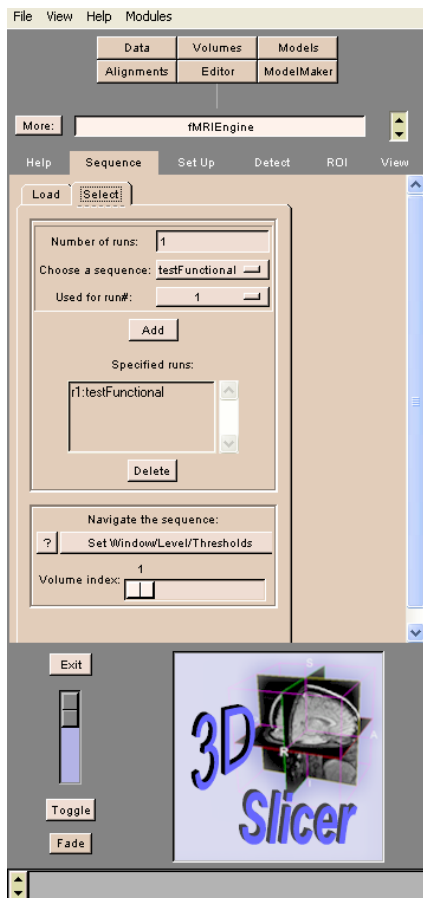 File View Help Modules
Data Volumes Models
Alignments Editor ModelMaker
More: fMRIEngine
Help Sequence Set Up Detect ROI View
Load Select
Number of runs: 1
Choose a sequence: testFunctional
Used for run#: 1
Add
Specified runs:
r1:testFunctional
Delete
Navigate the sequence:
? Set Window/Level/Thresholds
1
Volume index:
Exit
S
A
R
I
3D
Slicer
Toggle
Fade